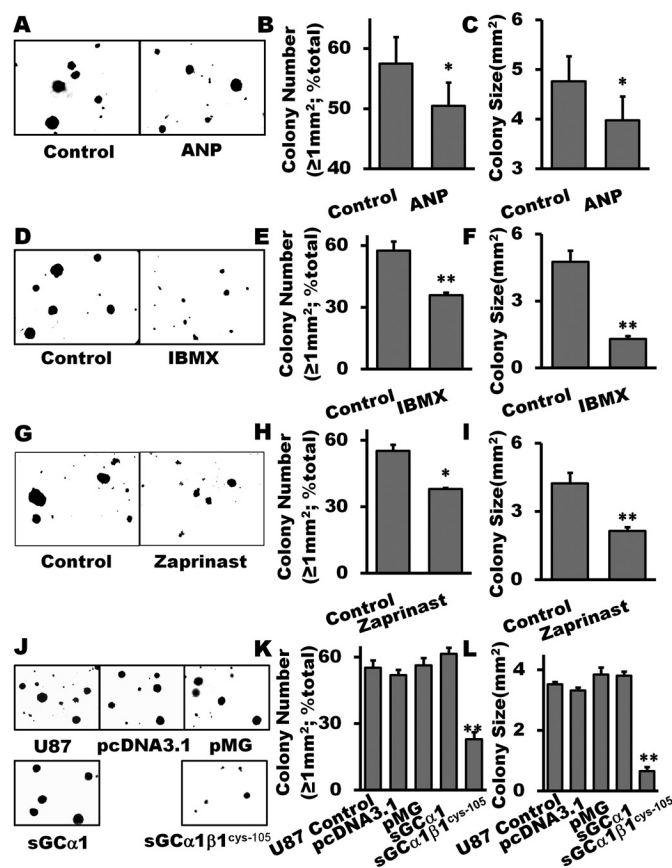 A
Control
ANP
B
Colony Number
(≥1mm²; %total)
60
50
40
*
Control
ANP
C
Colony Size(mm²)
6
5
4
3
*
Control
ANP
D
Control
IBMX
E
Colony Number
(≥1mm²; %total)
60
30
0
**
Control
IBMX
F
Colony Size(mm²)
6
3
0
**
Control
IBMX
G
Control
Zaprinast
H
Colony Number
(≥1mm²; %total)
60
30
0
*
Control
Zaprinast
I
Colony Size(mm²)
6
4
2
0
**
Control
Zaprinast
J
U87
pcDNA3.1
pMG
sGCα1
sGCα1β1cys-105
K
Colony Number
(≥1mm²; %total)
60
30
0
**
U87 Control
pcDNA3.1
pMG
sGCα1
sGCα1β1cys-105
L
Colony Size(mm²)
4
2
0
**
U87 Control
pcDNA3.1
pMG
sGCα1
sGCα1β1cys-105